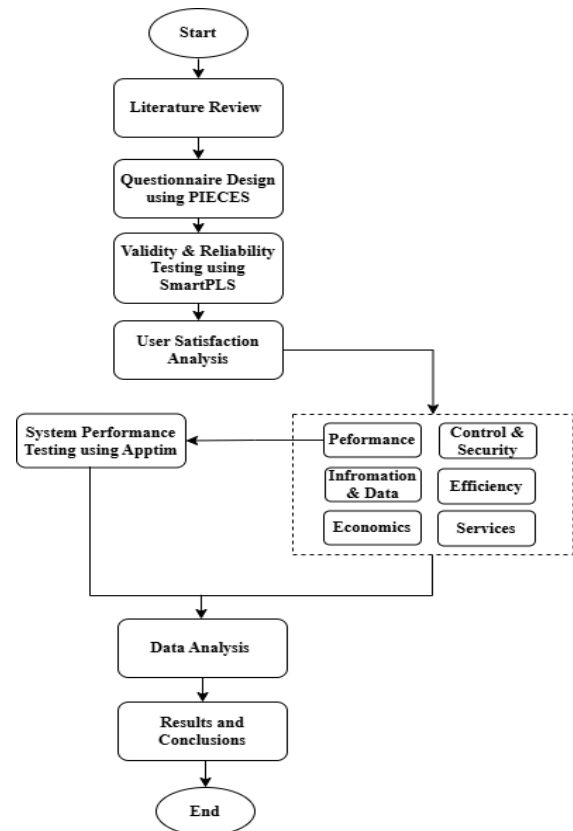 Start
Literature Review
Questionnaire Design
using PIECES
Validity & Reliability
Testing using
SmartPLS
User Satisfaction
Analysis
System Performance
Testing using Apptim
Peformance
Control &
Security
Infromation
& Data
Efficiency
Economics
Services
Data Analysis
Results and
Conclusions
End